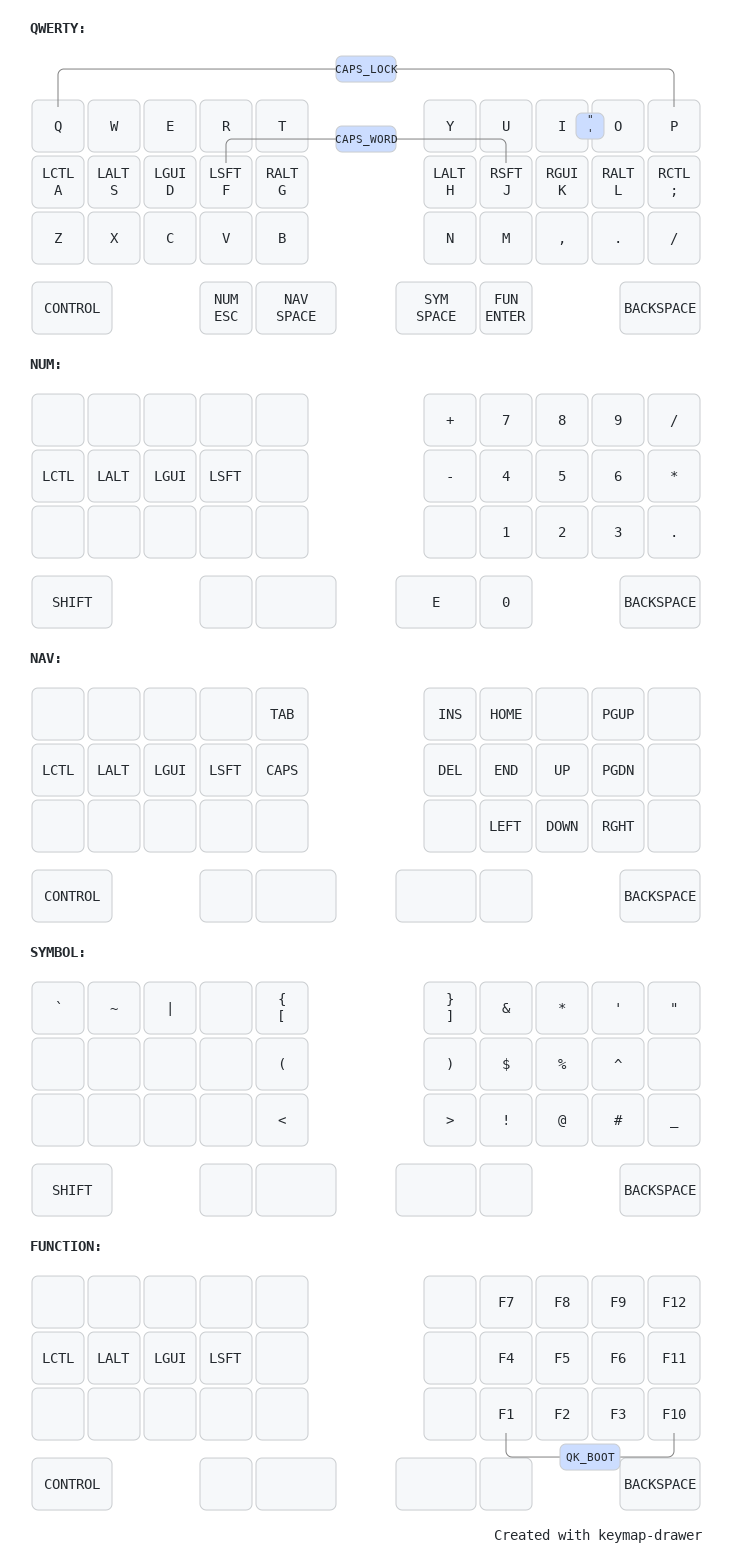 QWERTY:
CAPS_LOCK
Q W E R T Y U I " ' O P
CAPS_WORD
LCTL LALT LGUI LSFT RALT LALT RSFT RGUI RALT RCTL
A S D F G H J K L ;
Z X C V B N M , . /
CONTROL NUM NAV SYM FUN BACKSPACE
ESC SPACE SPACE ENTER
NUM:
+ 7 8 9 /
LCTL LALT LGUI LSFT - 4 5 6 *
1 2 3 .
SHIFT E 0 BACKSPACE
NAV:
TAB INS HOME PGUP
LCTL LALT LGUI LSFT CAPS DEL END UP PGDN
LEFT DOWN RGHT
CONTROL BACKSPACE
SYMBOL:
` ~ | { } & * ' "
[ ]
( ) $ % ^
< > ! @ # _
SHIFT BACKSPACE
FUNCTION:
F7 F8 F9 F12
LCTL LALT LGUI LSFT F4 F5 F6 F11
F1 F2 F3 F10
QK_BOOT
CONTROL BACKSPACE
Created with keymap-drawer